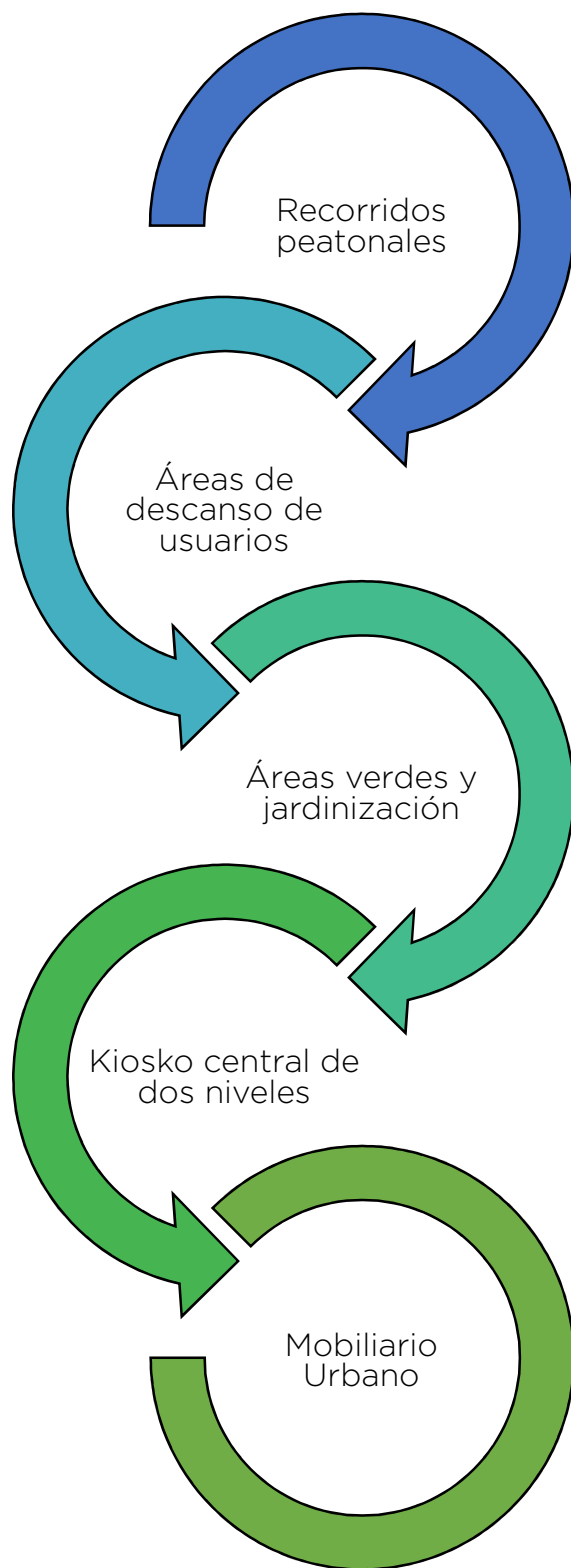 Recorridos
peatonales
Áreas de
descanso de
usuarios
Áreas verdes y
jardinización
Kiosko central de
dos niveles
Mobiliario
Urbano